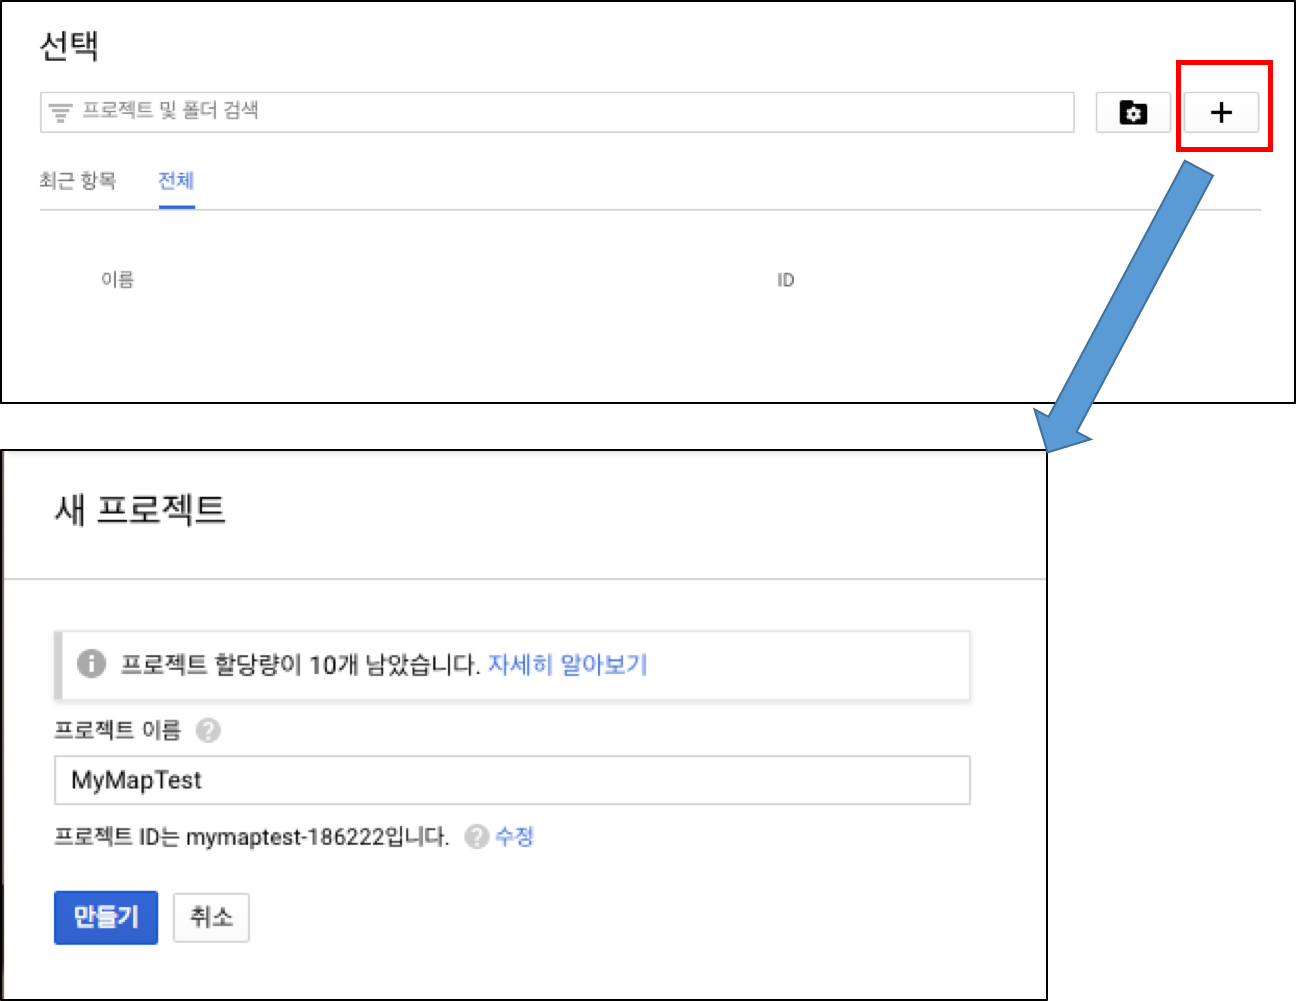 선택
프로젝트 및 폴더 검색
최근 항목 전체
이름 ID
새 프로젝트
프로젝트 할당량이 10개 남았습니다. 자세히 알아보기
프로젝트 이름
MyMapTest
프로젝트 ID는 mymaptest-186222입니다. 수정
만들기 취소